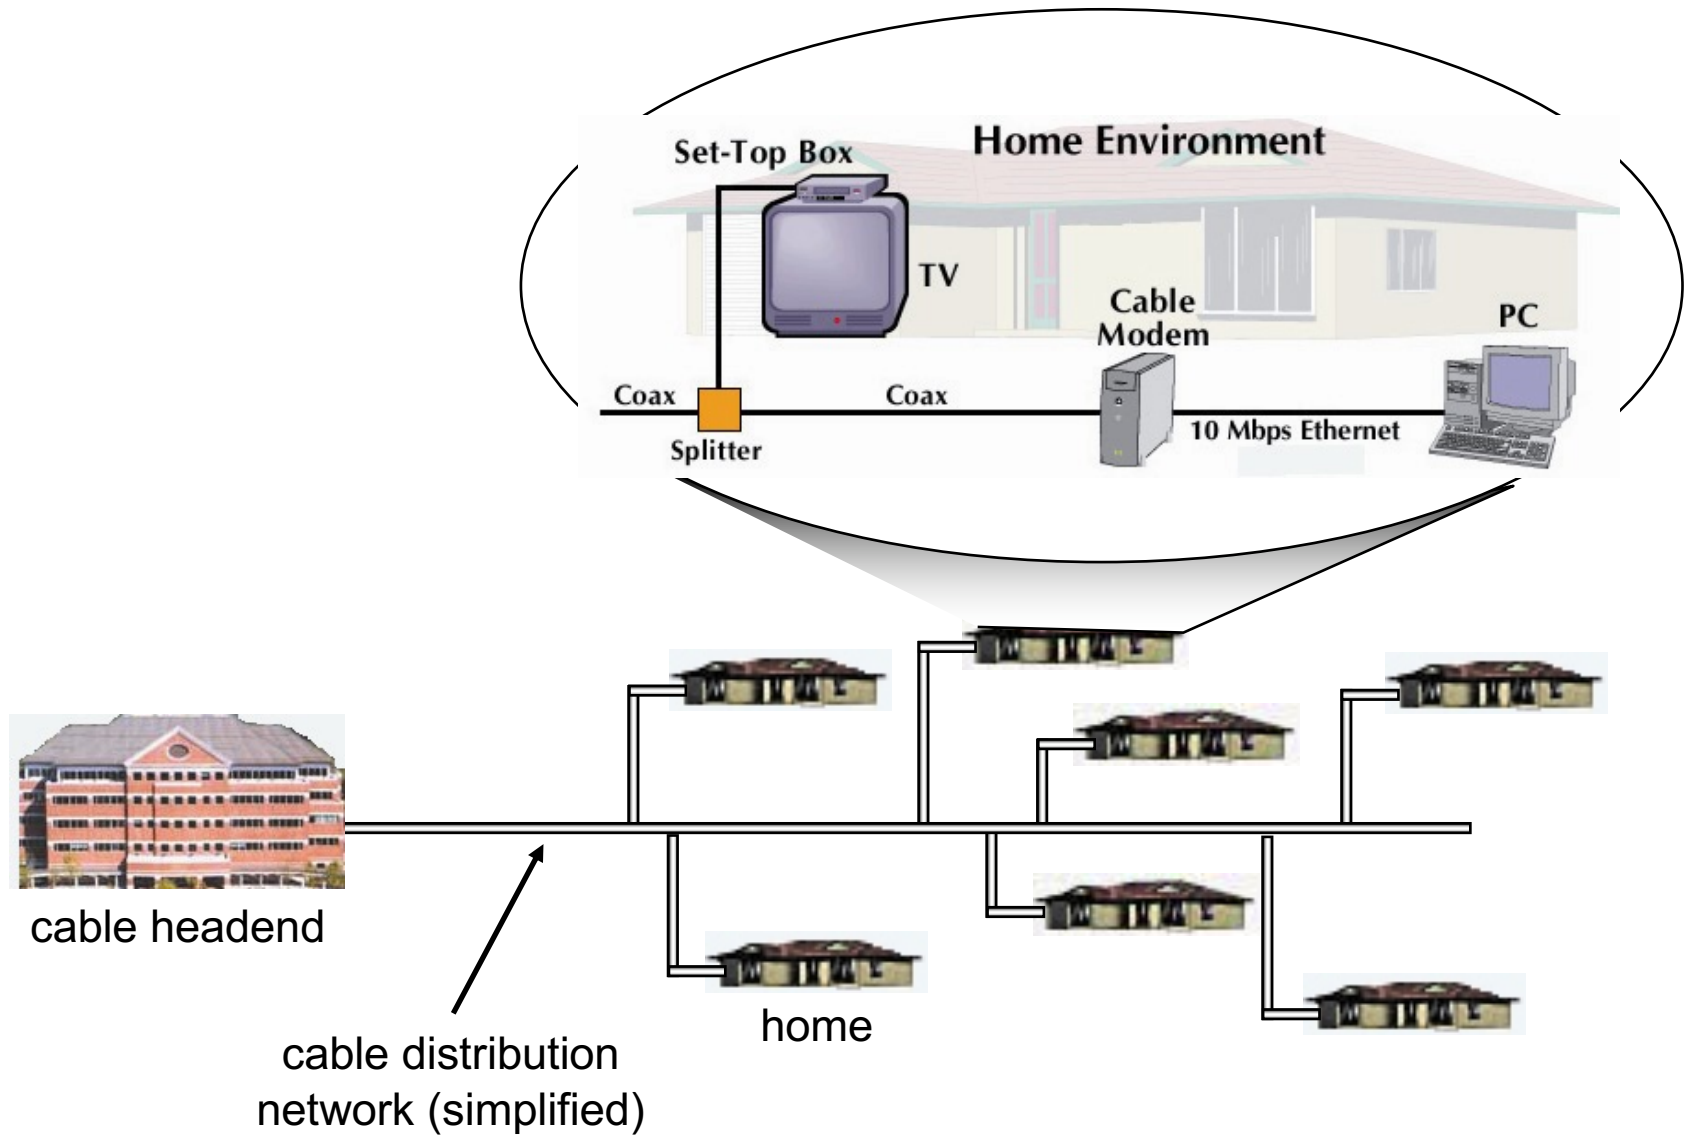 Home Environment
Set-Top Box
TV
Cable
Modem
PC
Coax
Coax
Splitter
10 Mbps Ethernet
cable headend
home
cable distribution
network (simplified)